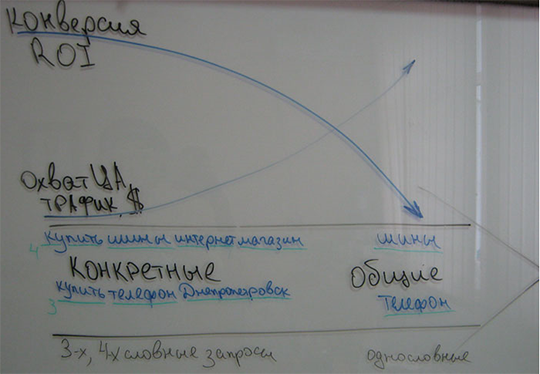 Конверсия
ROI
Охват ЦА,
трафик, $
4 купить шины интернет магазин шины
Конкретные Общие
3 купить телефон Днепропетровск телефон
3-х, 4х словные запросы однословные